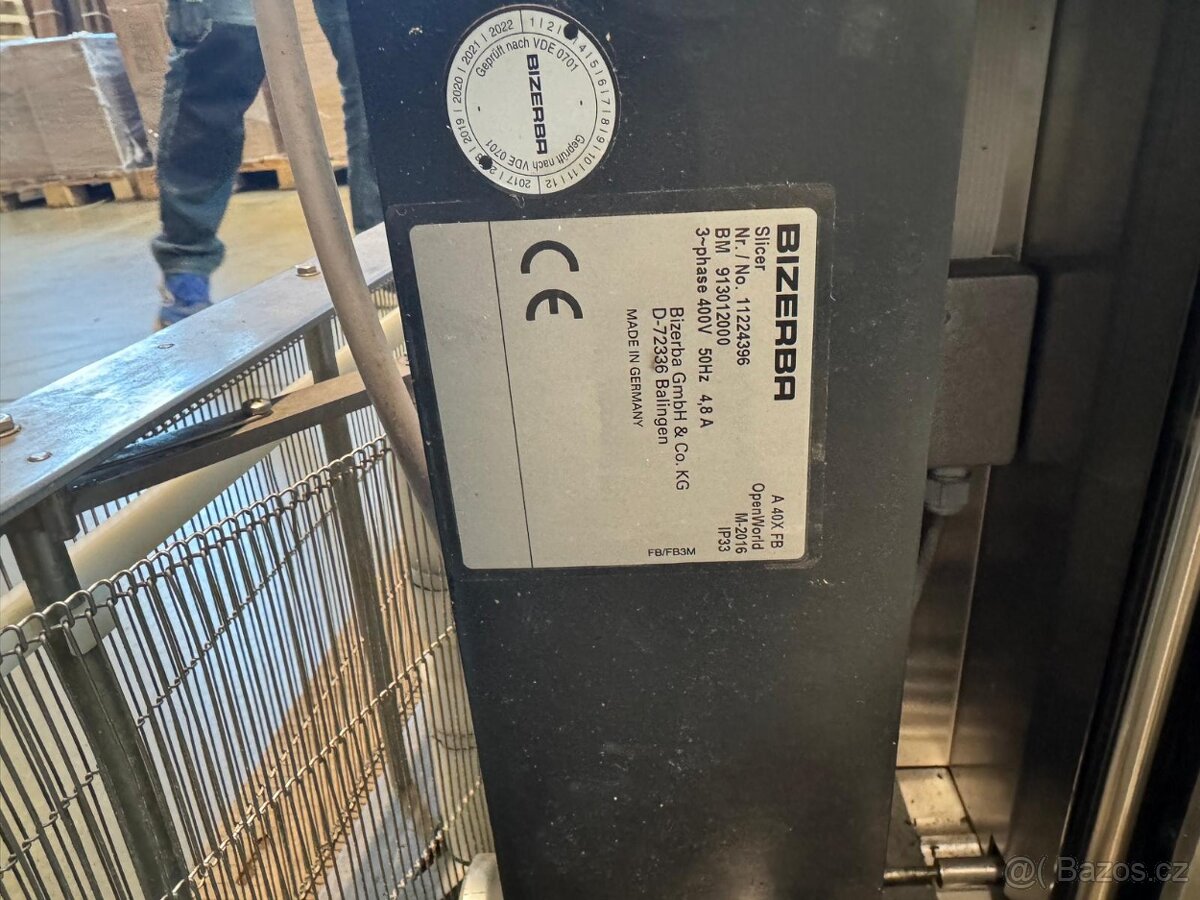 BIZERBA
Slicer
A 40X FB
Nr. / No. 11224396
OpenWorld
BM 913012000
M-2016
3~phase 400V 50Hz 4,8 A
IP33
Bizerba GmbH & Co. KG
D-72336 Balingen
MADE IN GERMANY
FB/FB3M
CE
Geprüft nach VDE 0701
BIZERBA
Geprüft nach VDE 0701
1 | 2 | 4 | 5 | 6 | 7 | 8 | 9 | 10 | 11 | 12
2017 | 2019 | 2020 | 2021 | 2022
@( Bazos.cz